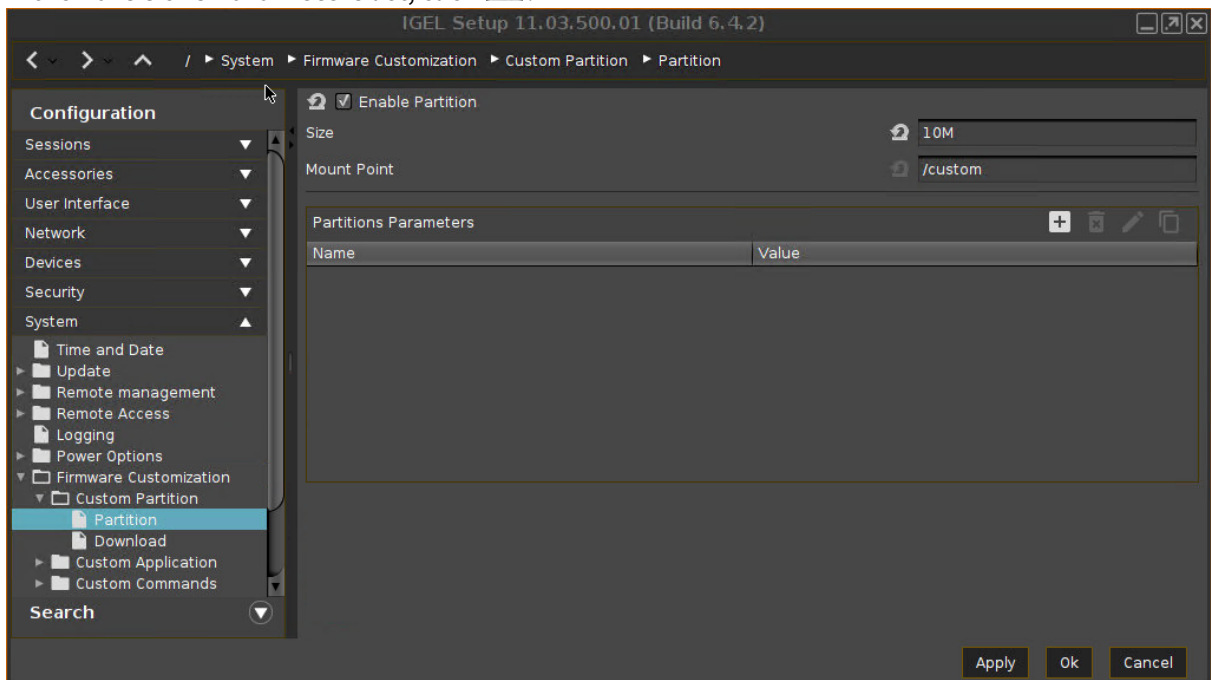 IGEL Setup 11.03.500.01 (Build 6.4.2)
/ System Firmware Customization Custom Partition Partition
Configuration
Sessions
Accessories
User Interface
Network
Devices
Security
System
Time and Date
Update
Remote management
Remote Access
Logging
Power Options
Firmware Customization
Custom Partition
Partition
Download
Custom Application
Custom Commands
Search
Enable Partition
Size 10M
Mount Point /custom
Partitions Parameters
Name Value
Apply Ok Cancel